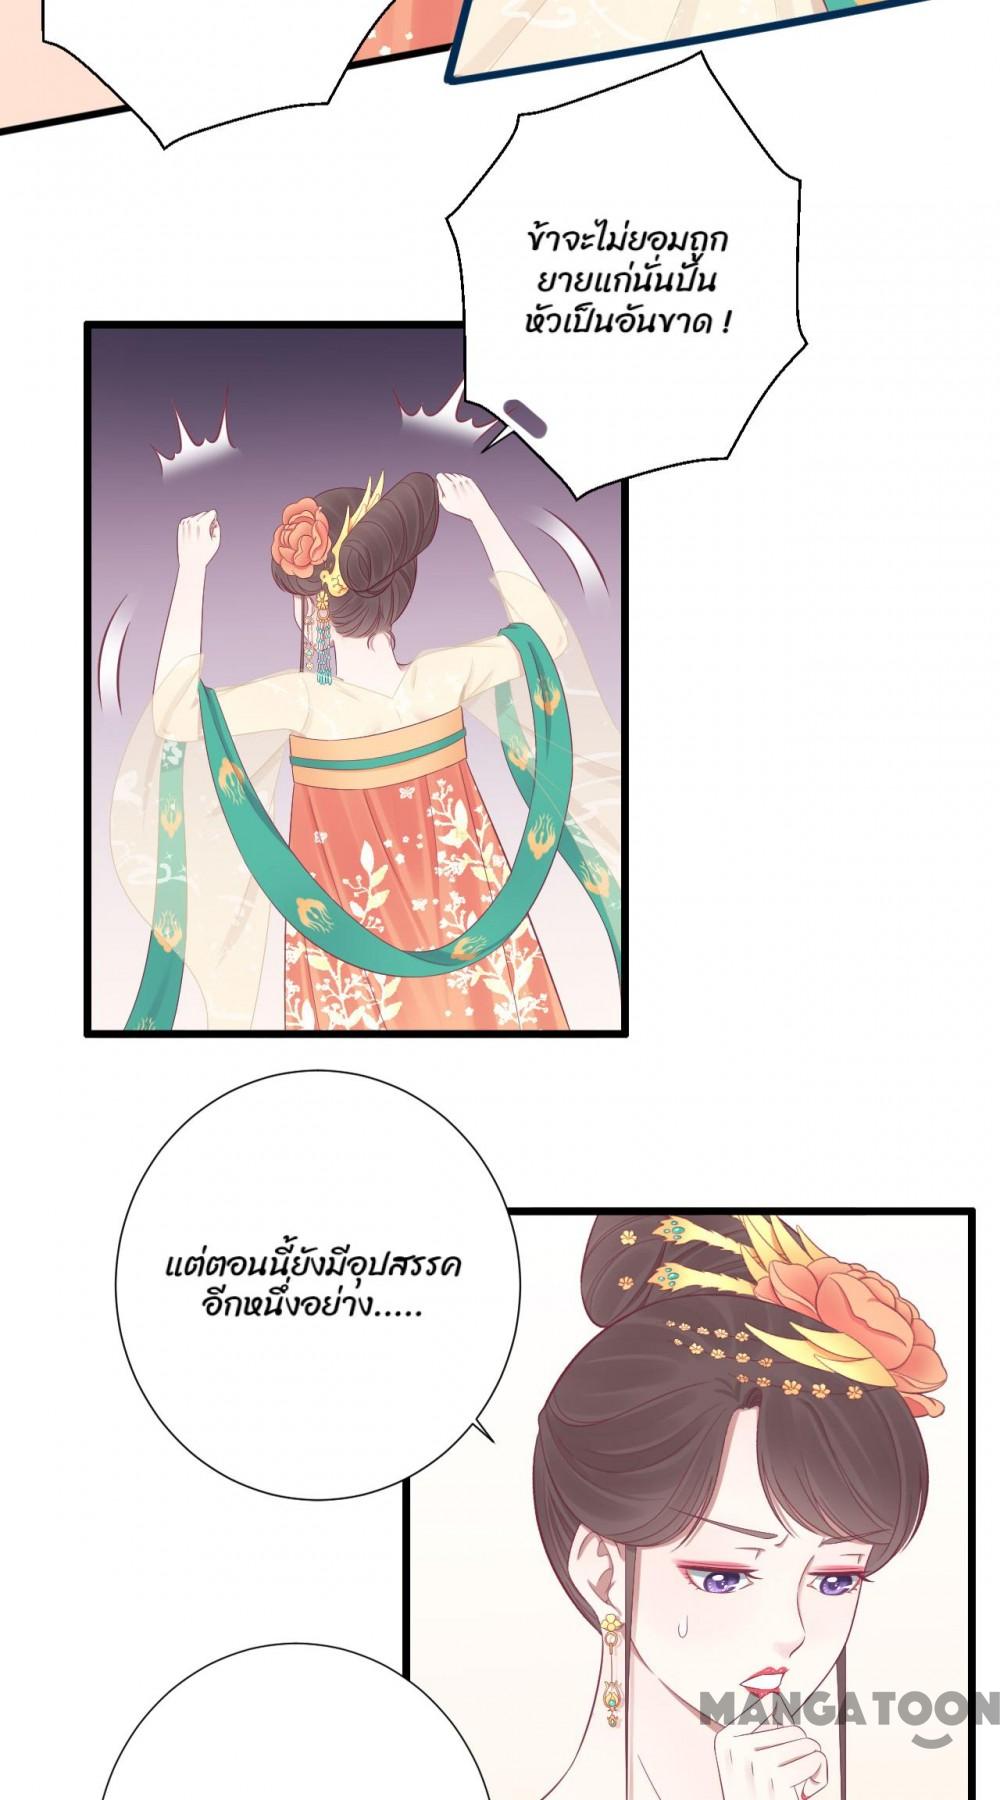 ข้าจะไม่ยอมถูก
ยายแก่นั่นปั่น
หัวเป็นอันขาด !
แต่ตอนนี้ยังมีอุปสรรค
อีกหนึ่งอย่าง.....
MANGATOON